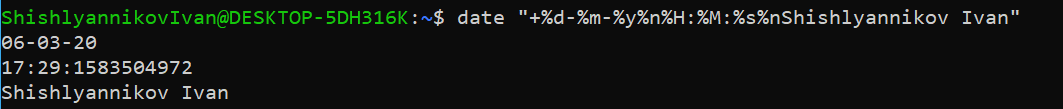 ShishlyannikovIvan@DESKTOP-5DH316K:~$ date "+%d-%m-%y%n%H:%M:%s%nShishlyannikov Ivan"
06-03-20
17:29:1583504972
Shishlyannikov Ivan